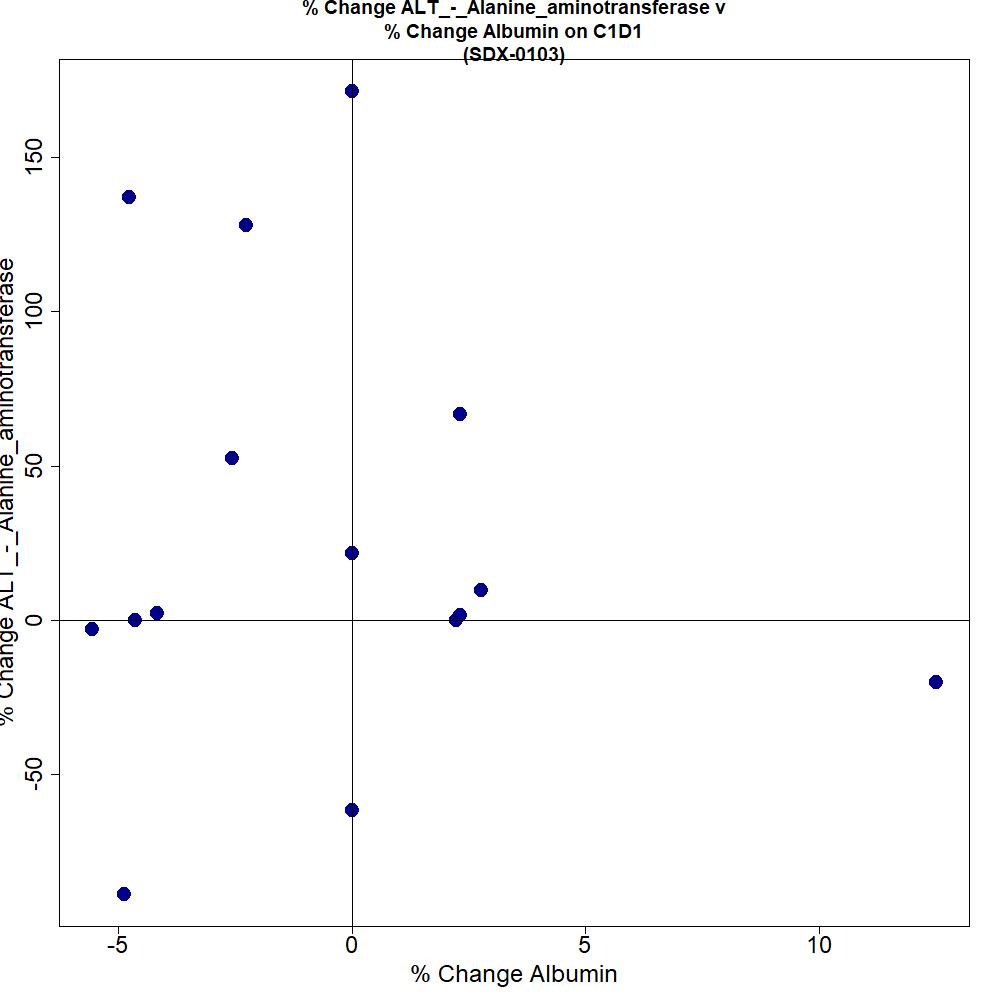 % Change ALT_-_Alanine_aminotransferase v
% Change Albumin on C1D1
(SDX-0103)
% Change ALT_-_Alanine_aminotransferase
150
100
50
0
-50
-5
0
5
10
% Change Albumin